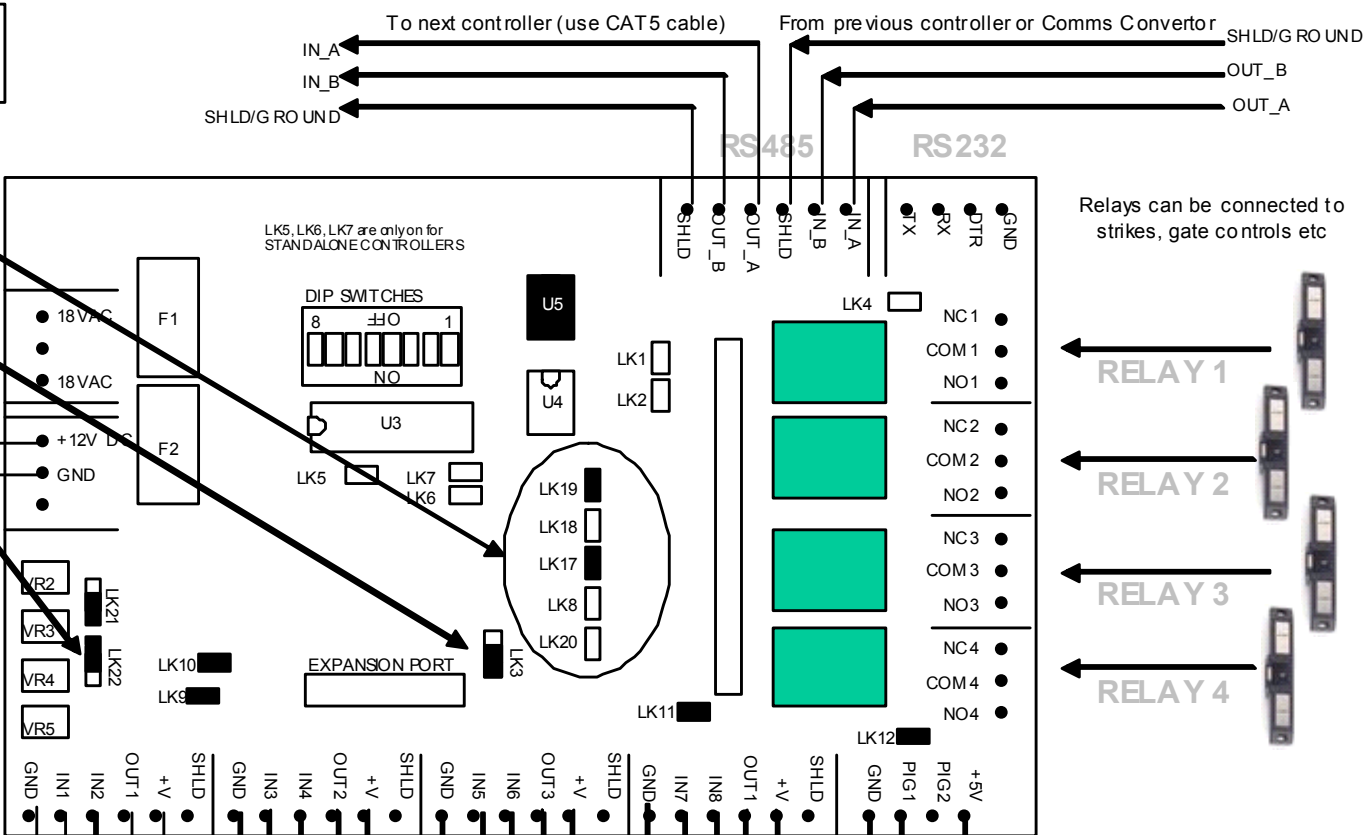 To next controller (use CAT5 cable)
From previous controller or Comms Convertor
IN_A
IN_B
SHLD/GROUND
SHLD/GROUND
OUT_B
OUT_A
RS485
RS232
SHLD
OUT_B
OUT_A
SHLD
IN_B
IN_A
TX
RX
DTR
GND
Relays can be connected to
strikes, gate controls etc
LK5, LK6, LK7 are only on for
STANDALONE CONTROLLERS
18VAC
18VAC
+12V DC
GND
F1
F2
DIP SWITCHES
8
OFF
1
NO
U5
U4
U3
LK1
LK2
LK4
LK5
LK7
LK6
LK19
LK18
LK17
LK8
LK20
LK3
NC1
COM1
NO1
RELAY 1
NC2
COM2
NO2
RELAY 2
NC3
COM3
NO3
RELAY 3
NC4
COM4
NO4
RELAY 4
VR2
VR3
VR4
VR5
LK21
LK22
LK10
LK9
EXPANSION PORT
LK11
LK12
GND
IN1
IN2
OUT1
+V
SHLD
GND
IN3
IN4
OUT2
+V
SHLD
GND
IN5
IN6
OUT3
+V
SHLD
GND
IN7
IN8
OUT1
+V
SHLD
GND
PIG1
PIG2
+5V